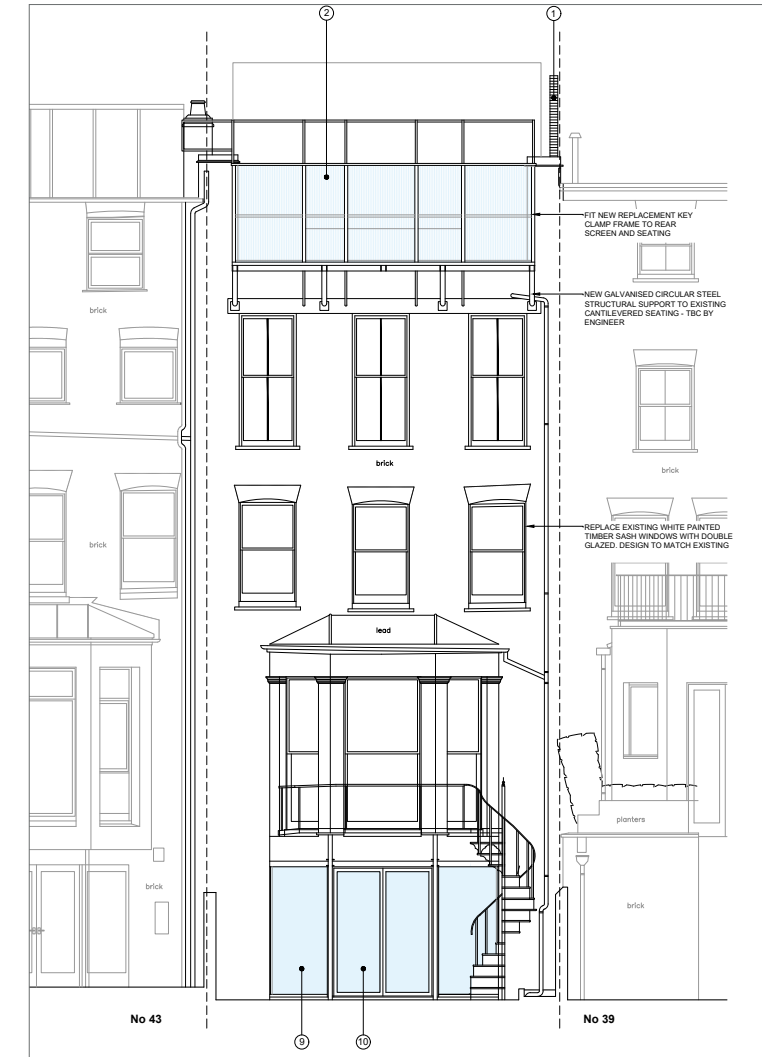 2
1
FIT NEW REPLACEMENT KEY
CLAMP FRAME TO REAR
SCREEN AND SEATING
NEW GALVANISED CIRCULAR STEEL
STRUCTURAL SUPPORT TO EXISTING
CANTILEVERED SEATING - TBC BY
ENGINEER
brick
brick
brick
REPLACE EXISTING WHITE PAINTED
TIMBER SASH WINDOWS WITH DOUBLE
GLAZED. DESIGN TO MATCH EXISTING
brick
lead
planters
brick
brick
No 43
No 39
9
10